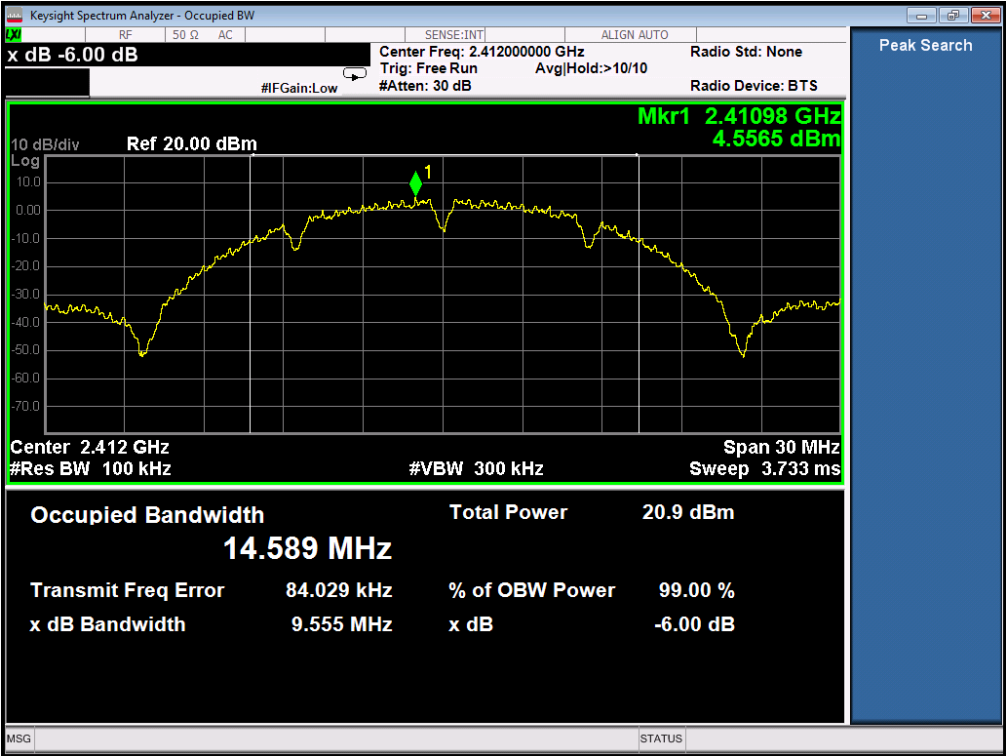 Keysight Spectrum Analyzer - Occupied BW
LXI RF 50 Ω AC SENSE:INT ALIGN AUTO
x dB -6.00 dB
Center Freq: 2.412000000 GHz Radio Std: None
Trig: Free Run Avg|Hold:>10/10
#IFGain:Low #Atten: 30 dB Radio Device: BTS
Peak Search
Mkr1 2.41098 GHz
4.5565 dBm
10 dB/div Ref 20.00 dBm
Log
1
10.0
0.00
-10.0
-20.0
-30.0
-40.0
-50.0
-60.0
-70.0
Center 2.412 GHz Span 30 MHz
#Res BW 100 kHz #VBW 300 kHz Sweep 3.733 ms
Occupied Bandwidth Total Power 20.9 dBm
14.589 MHz
Transmit Freq Error 84.029 kHz % of OBW Power 99.00 %
x dB Bandwidth 9.555 MHz x dB -6.00 dB
MSG STATUS